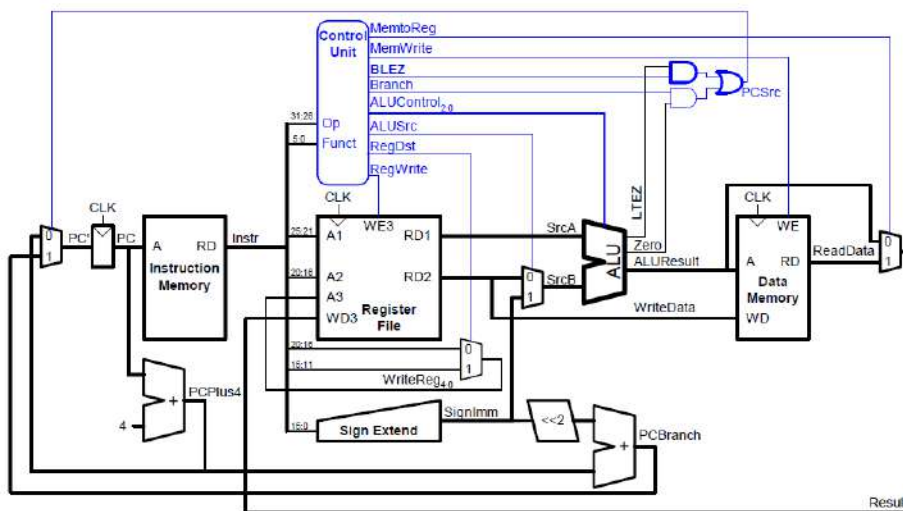 Control Unit
MemtoReg
MemWrite
BLEZ
Branch
ALUControl2:0
PCSrc
31:26
Op
ALUSrc
5:0
Funct
RegDst
RegWrite
CLK
CLK
CLK
LTEZ
0
1
PC'
PC
A
RD
Instr
25:21
A1
WE3
RD1
SrcA
Zero
WE
0
1
Instruction Memory
20:16
A2
RD2
0
1
SrcB
ALU
ALUResult
A
RD
ReadData
A3
Register File
Data Memory
WD3
WriteData
WD
20:16
0
15:11
1
WriteReg4:0
PCPlus4
+
4
SignImm
15:0
Sign Extend
<<2
+
PCBranch
Resul